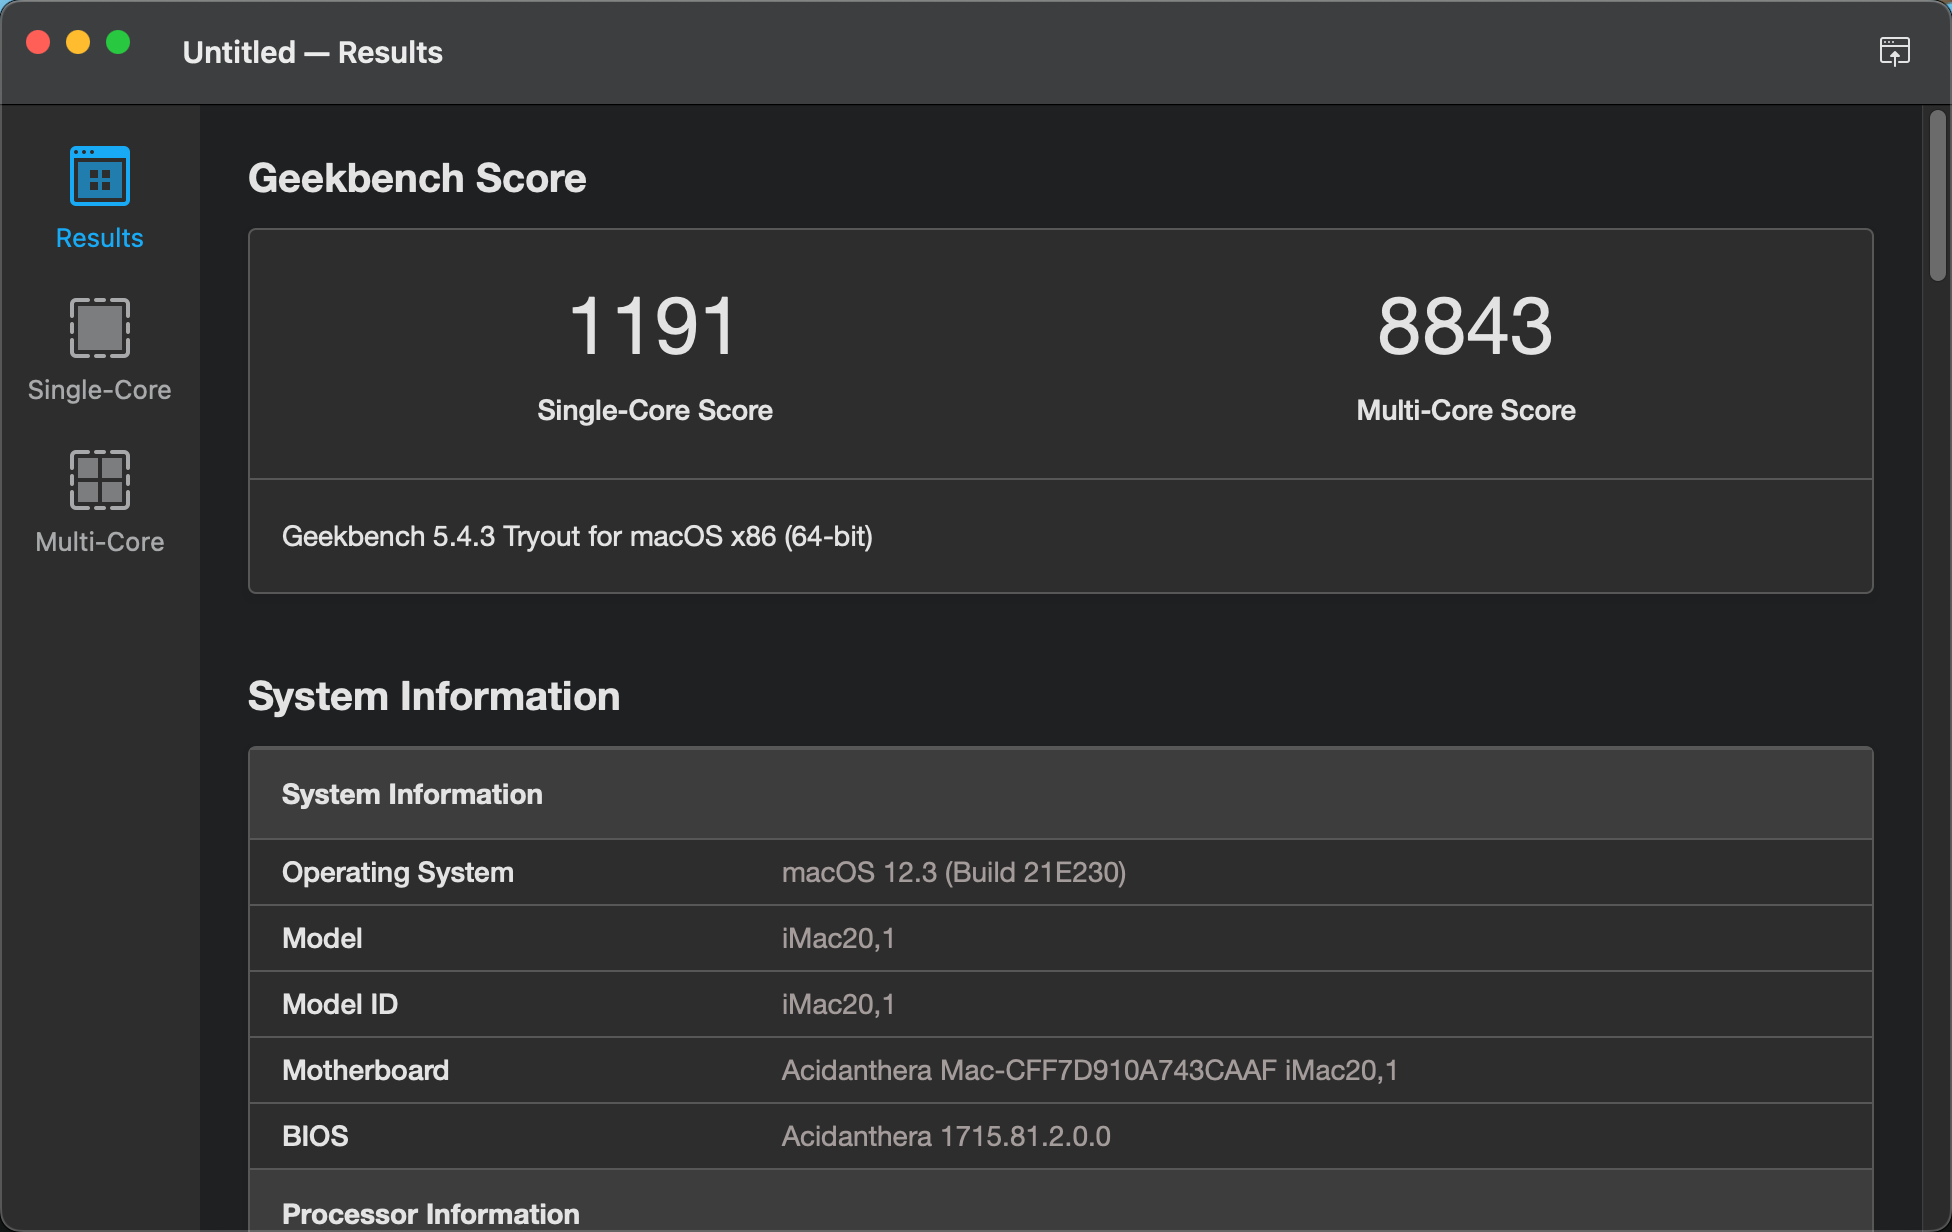 Untitled — Results
Results
Single-Core
Multi-Core
Geekbench Score
1191
Single-Core Score
8843
Multi-Core Score
Geekbench 5.4.3 Tryout for macOS x86 (64-bit)
System Information
System Information
Operating System macOS 12.3 (Build 21E230)
Model iMac20,1
Model ID iMac20,1
Motherboard Acidanthera Mac-CFF7D910A743CAAF iMac20,1
BIOS Acidanthera 1715.81.2.0.0
Processor Information